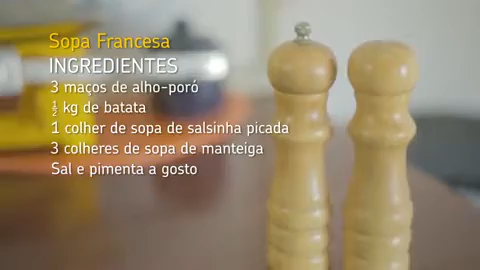 Sopa Francesa
INGREDIENTES
3 maços de alho-poró
½ kg de batata
1 colher de sopa de salsinha picada
3 colheres de sopa de manteiga
Sal e pimenta a gosto